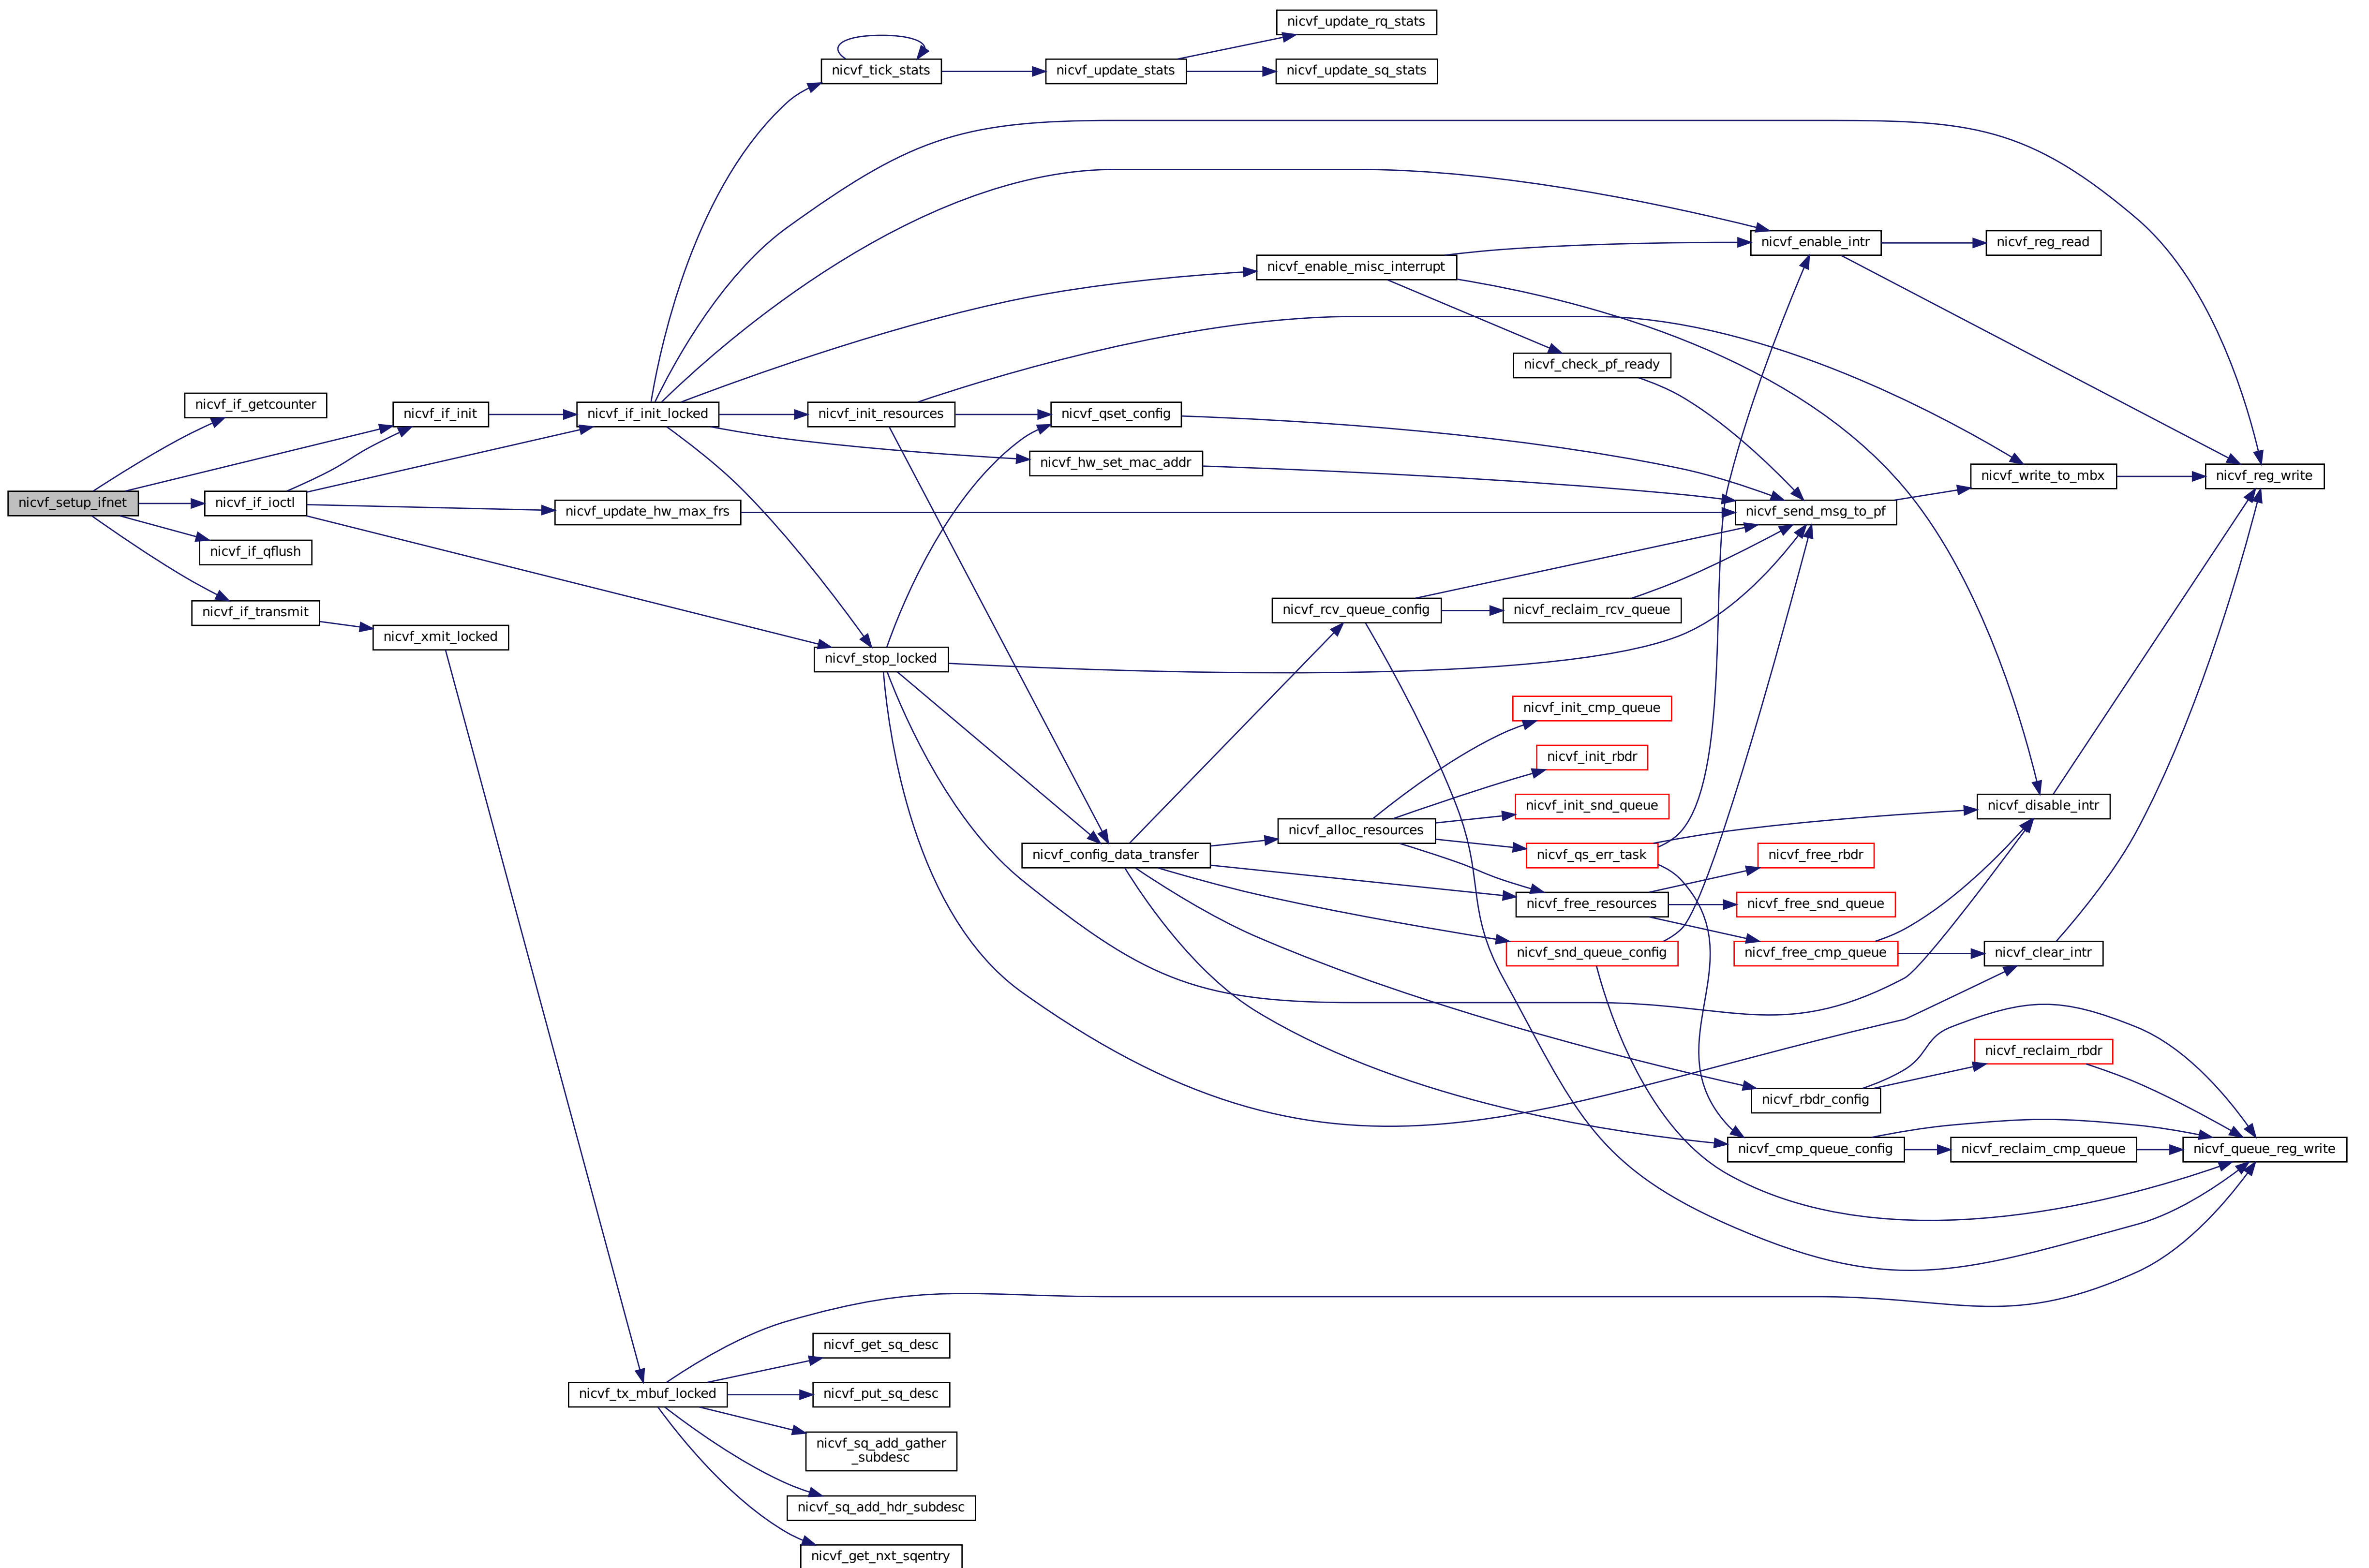 nicvf_update_rq_stats
nicvf_tick_stats
nicvf_update_stats
nicvf_update_sq_stats
nicvf_enable_intr
nicvf_reg_read
nicvf_enable_misc_interrupt
nicvf_check_pf_ready
nicvf_if_getcounter
nicvf_if_init
nicvf_if_init_locked
nicvf_init_resources
nicvf_qset_config
nicvf_hw_set_mac_addr
nicvf_write_to_mbx
nicvf_reg_write
nicvf_setup_ifnet
nicvf_if_ioctl
nicvf_update_hw_max_frs
nicvf_send_msg_to_pf
nicvf_if_qflush
nicvf_if_transmit
nicvf_rcv_queue_config
nicvf_reclaim_rcv_queue
nicvf_xmit_locked
nicvf_stop_locked
nicvf_init_cmp_queue
nicvf_init_rbdr
nicvf_init_snd_queue
nicvf_disable_intr
nicvf_alloc_resources
nicvf_config_data_transfer
nicvf_qs_err_task
nicvf_free_rbdr
nicvf_free_resources
nicvf_free_snd_queue
nicvf_snd_queue_config
nicvf_free_cmp_queue
nicvf_clear_intr
nicvf_reclaim_rbdr
nicvf_rbdr_config
nicvf_cmp_queue_config
nicvf_reclaim_cmp_queue
nicvf_queue_reg_write
nicvf_get_sq_desc
nicvf_tx_mbuf_locked
nicvf_put_sq_desc
nicvf_sq_add_gather
_subdesc
nicvf_sq_add_hdr_subdesc
nicvf_get_nxt_sqentry